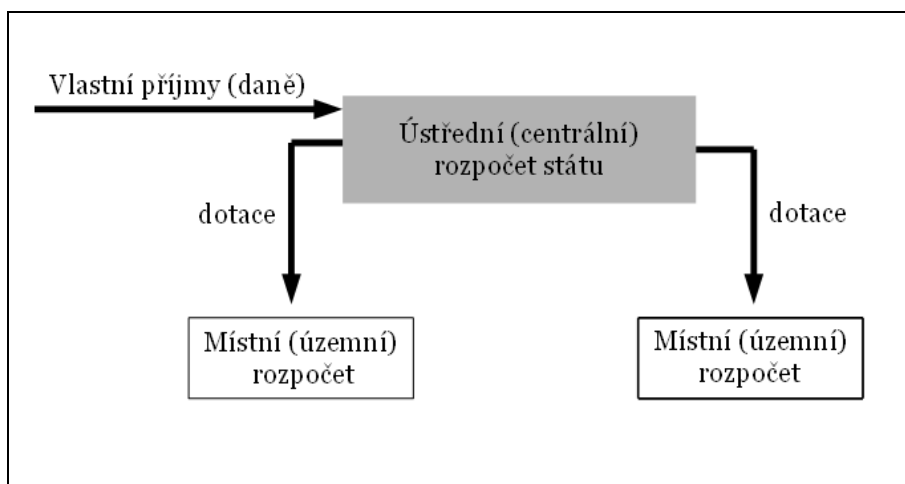 Vlastní příjmy (daně)
Ústřední (centrální)
rozpočet státu
dotace
dotace
Místní (územní)
rozpočet
Místní (územní)
rozpočet